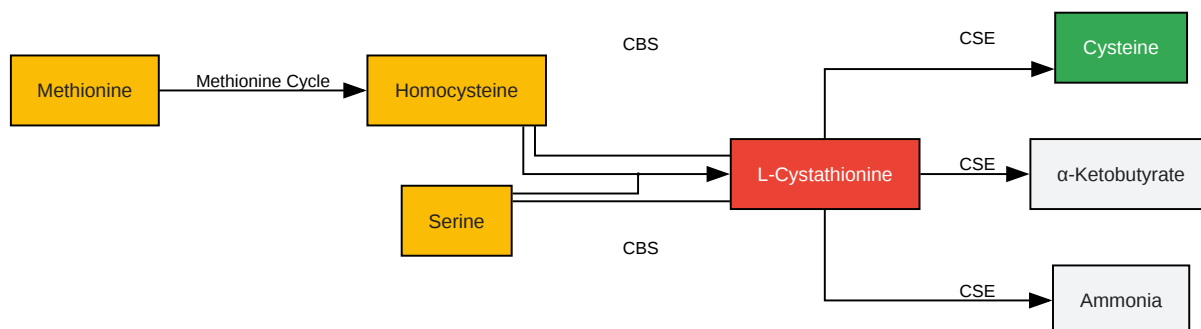 CBS
CSE
Cysteine
Methionine
Methionine Cycle
Homocysteine
L-Cystathionine
CSE
α-Ketobutyrate
Serine
CBS
CSE
Ammonia